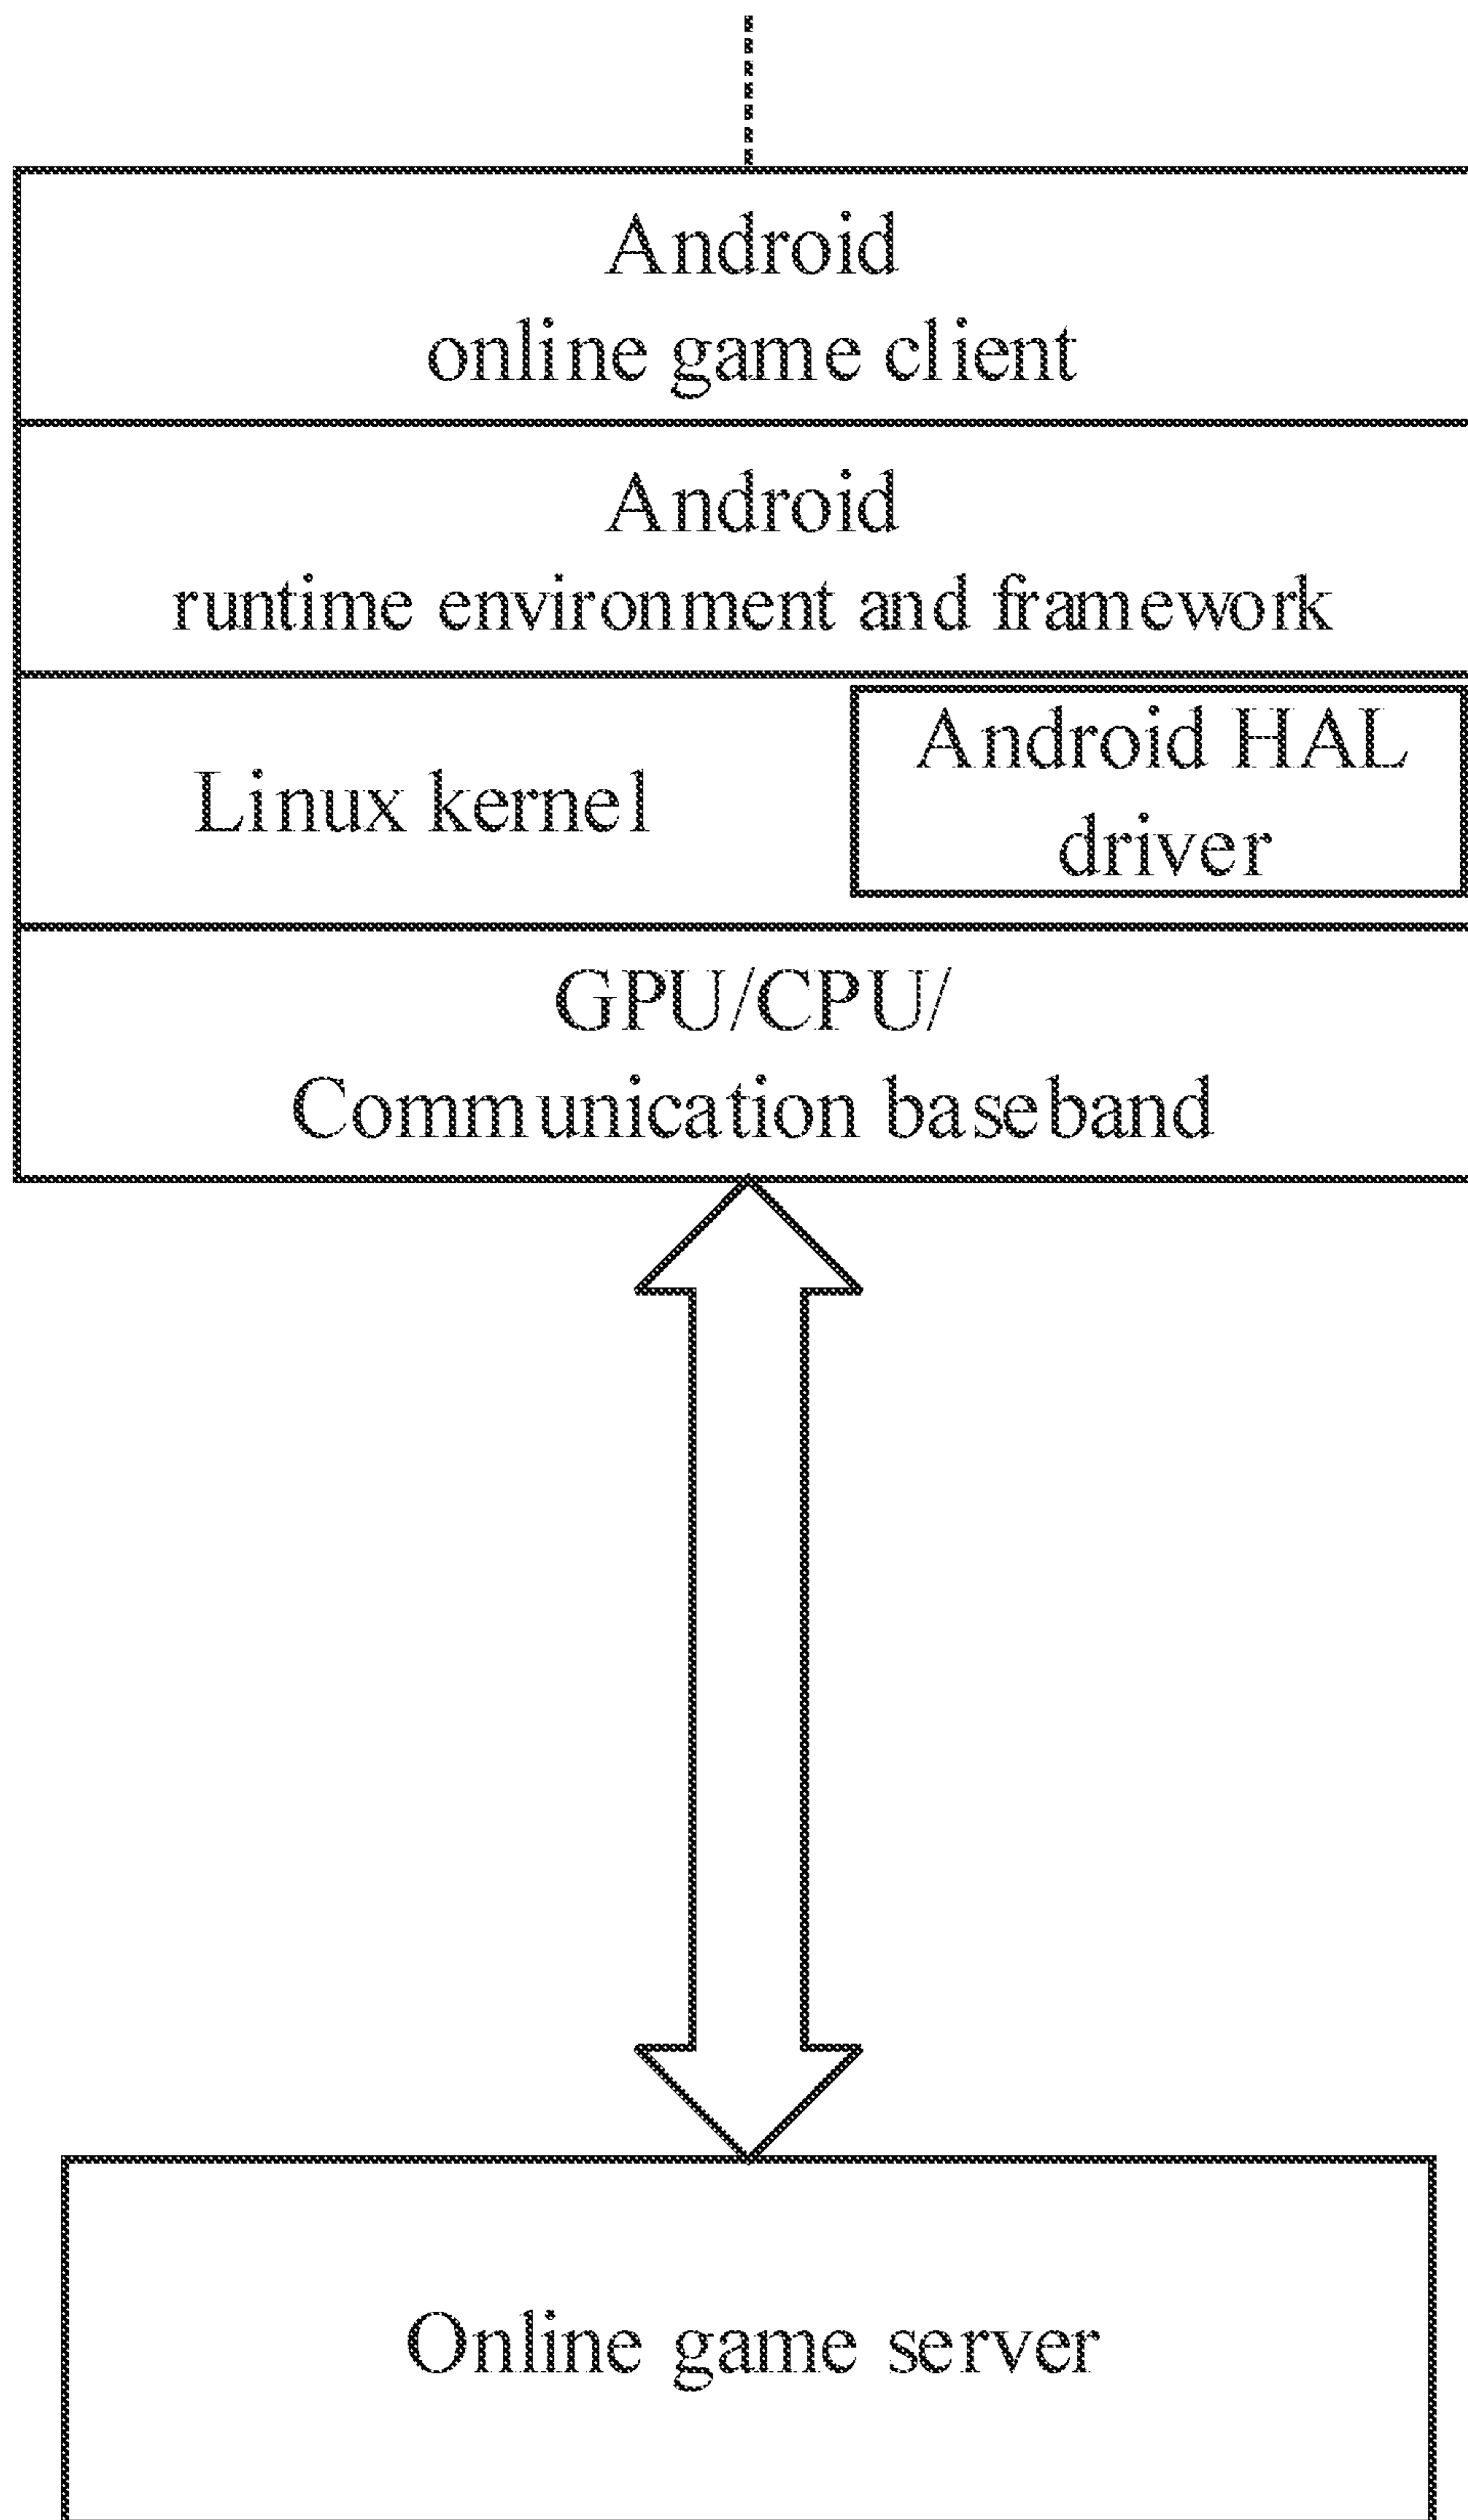 Android
online game client
Android
runtime environment and framework
Linux kernel
Android HAL
driver
GPU/CPU/
Communication baseband
Online game server